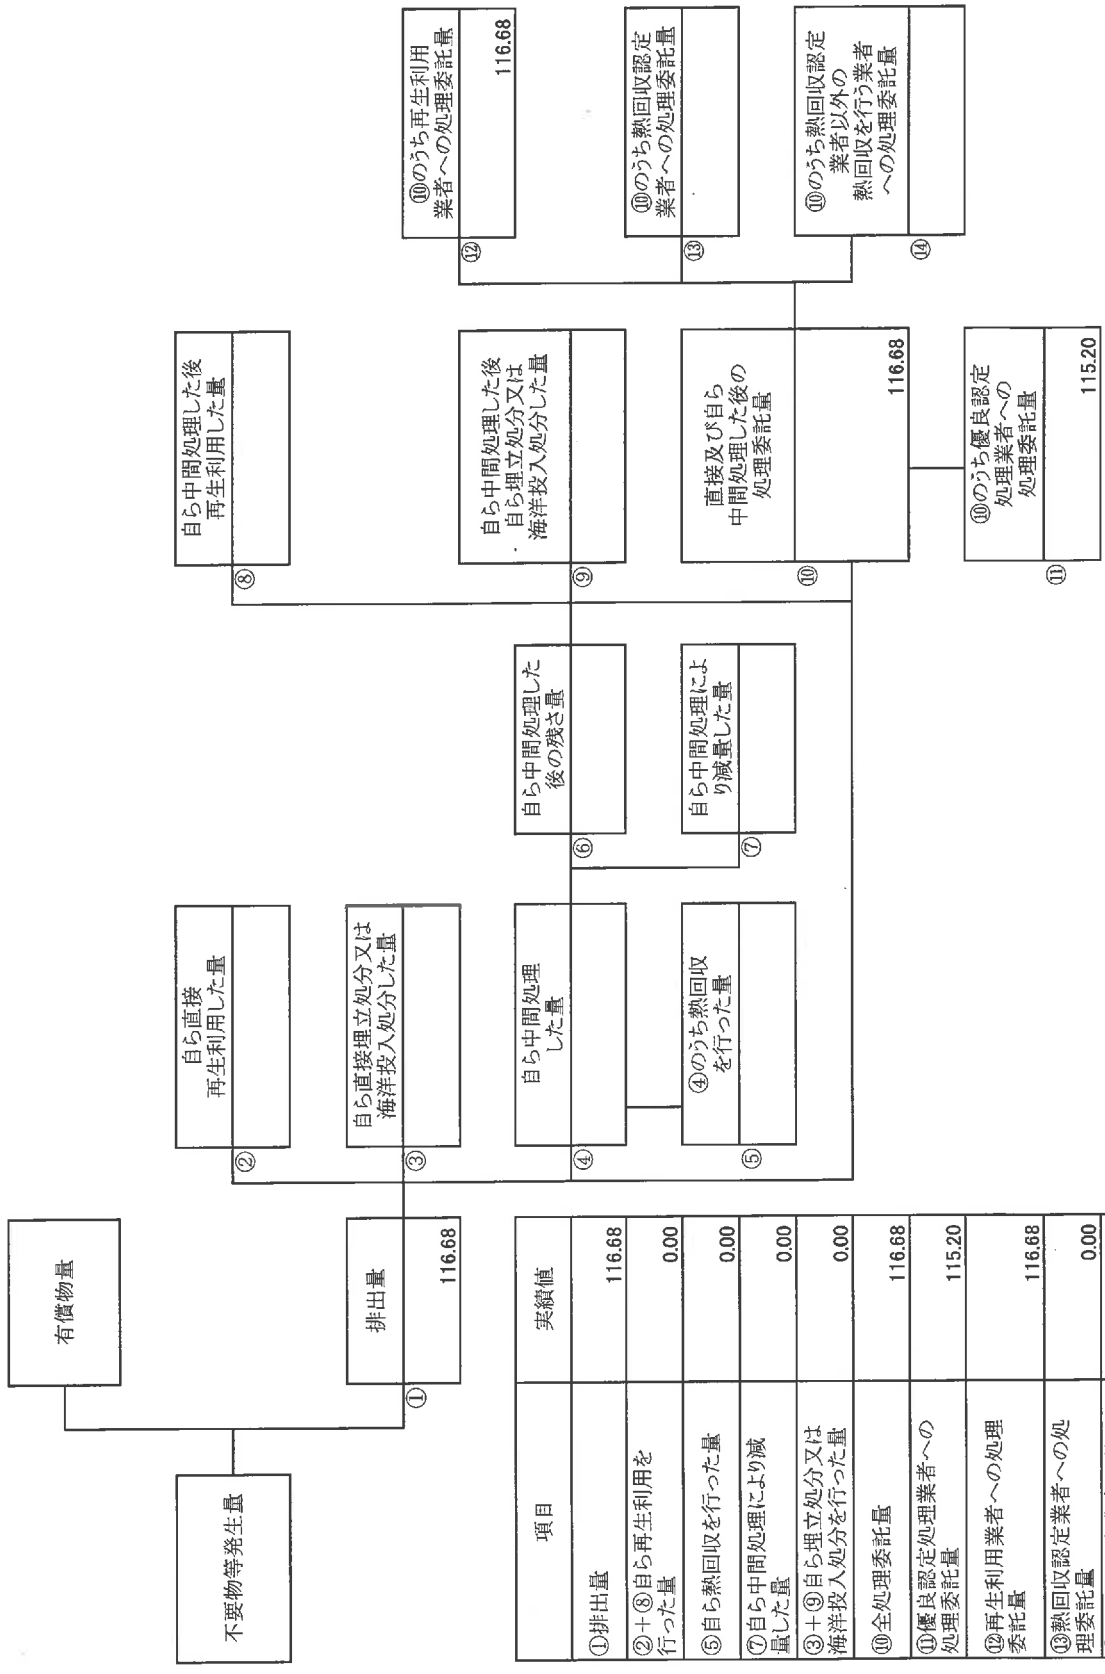 不要物等発生量
有償物量
排出量
①
116.68
②
自ら直接
再生利用した量
③
自ら直接埋立処分又は
海洋投入処分した量
④
自ら中間処理
した量
⑤
④のうち熱回収
を行った量
⑥
自ら中間処理した
後の残さ量
⑦
自ら中間処理によ
り減量した量
⑧
自ら中間処理した後
再生利用した量
⑨
自ら中間処理した後
自ら埋立処分又は
海洋投入処分した量
⑩
直接及び自ら
中間処理した後の
処理委託量
116.68
⑪
⑩のうち優良認定
処理業者への
処理委託量
115.20
⑫
⑩のうち再生利用
業者への処理委託量
116.68
⑬
⑩のうち熱回収認定
業者への処理委託量
⑭
⑩のうち熱回収認定
業者以外の
熱回収を行う業者
への処理委託量
項目 実績値
①排出量 116.68
②+⑧自ら再生利用を
行った量 0.00
⑤自ら熱回収を行った量 0.00
⑦自ら中間処理により減
量した量 0.00
③+⑨自ら埋立処分又は
海洋投入処分を行った量 0.00
⑩全処理委託量 116.68
⑪優良認定処理業者への
処理委託量 115.20
⑫再生利用業者への処理
委託量 116.68
⑬熱回収認定業者への処
理委託量 0.00